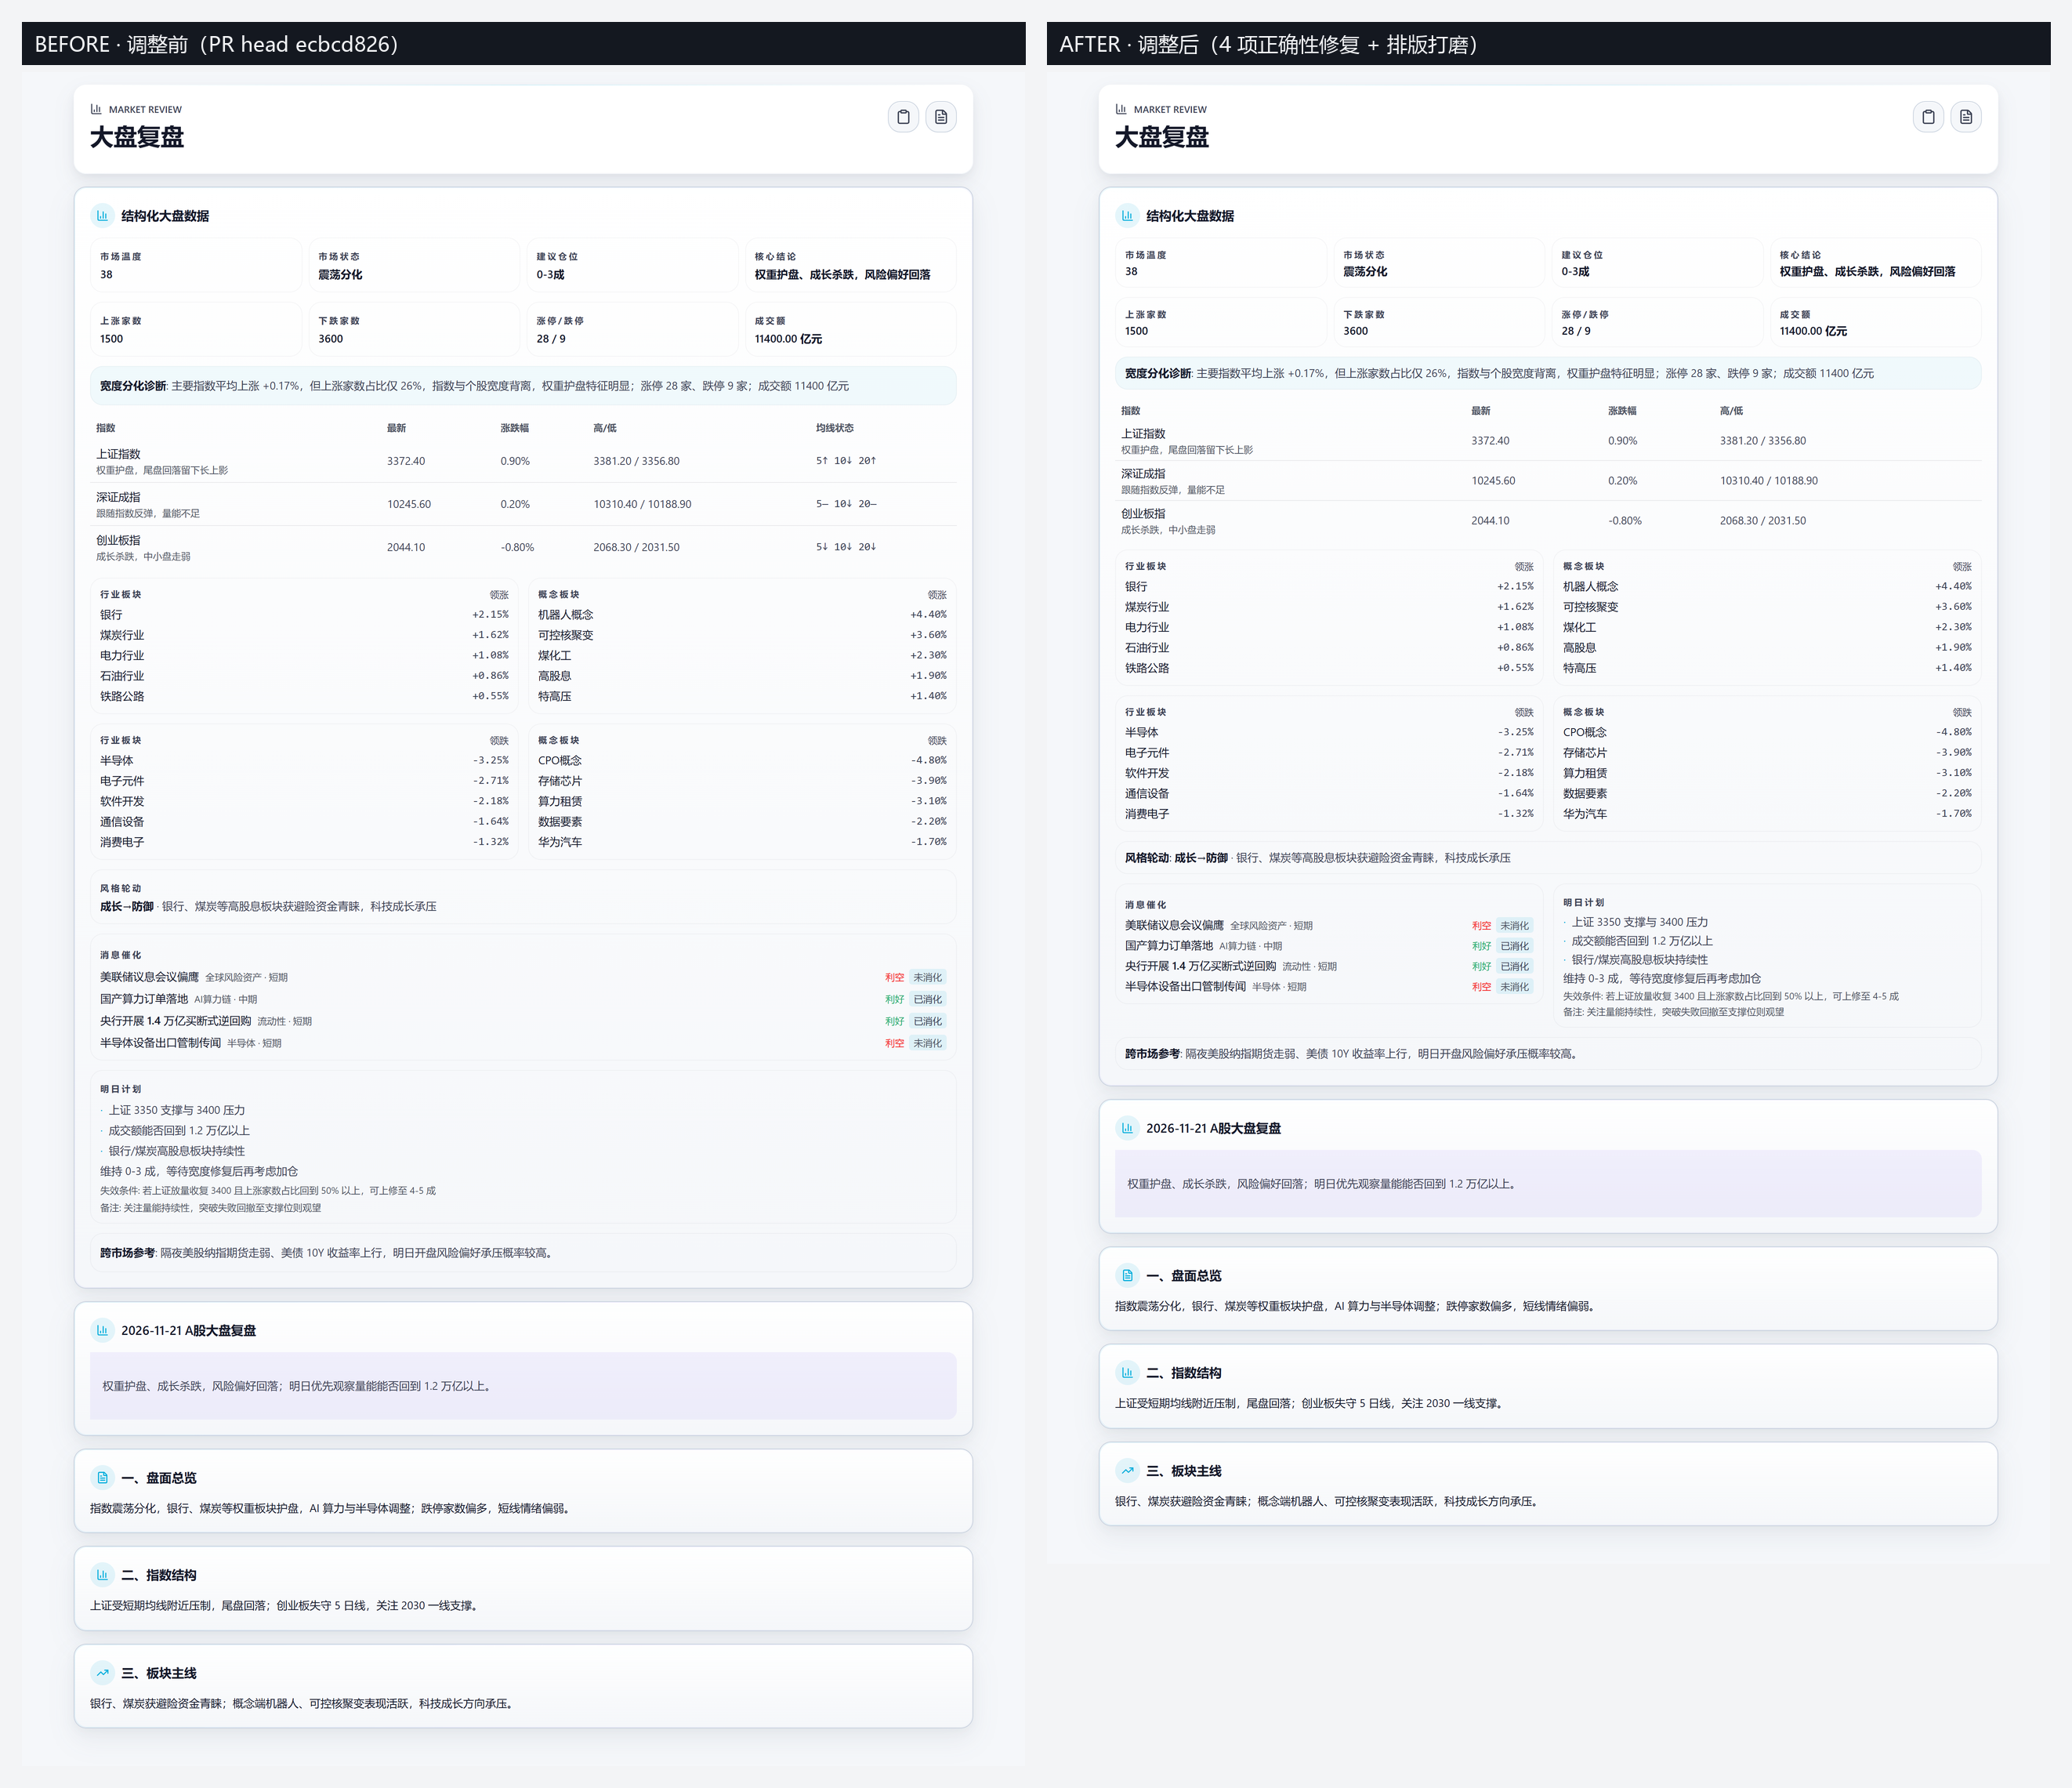 BEFORE · 调整前（PR head ecbcd826）
MARKET REVIEW
大盘复盘
结构化大盘数据
市场温度 市场状态 建议仓位 核心结论
38 震荡分化 0-3成 权重护盘、成长杀跌，风险偏好回落
上涨家数 下跌家数 涨停/跌停 成交额
1500 3600 28 / 9 11400.00 亿元
宽度分化诊断: 主要指数平均上涨 +0.17%，但上涨家数占比仅 26%，指数与个股宽度背离，权重护盘特征明显；涨停 28 家、跌停 9 家；成交额 11400 亿元
指数 最新 涨跌幅 高/低 均线状态
上证指数 3372.40 0.90% 3381.20 / 3356.80 5↑ 10↓ 20↑
权重护盘，尾盘回落留下长上影
深证成指 10245.60 0.20% 10310.40 / 10188.90 5— 10↓ 20—
跟随指数反弹，量能不足
创业板指 2044.10 -0.80% 2068.30 / 2031.50 5↓ 10↓ 20↓
成长杀跌，中小盘走弱
行业板块 领涨 概念板块 领涨
银行 +2.15% 机器人概念 +4.40%
煤炭行业 +1.62% 可控核聚变 +3.60%
电力行业 +1.08% 煤化工 +2.30%
石油行业 +0.86% 高股息 +1.90%
铁路公路 +0.55% 特高压 +1.40%
行业板块 领跌 概念板块 领跌
半导体 -3.25% CPO概念 -4.80%
电子元件 -2.71% 存储芯片 -3.90%
软件开发 -2.18% 算力租赁 -3.10%
通信设备 -1.64% 数据要素 -2.20%
消费电子 -1.32% 华为汽车 -1.70%
风格轮动
成长→防御 · 银行、煤炭等高股息板块获避险资金青睐，科技成长承压
消息催化
美联储议息会议偏鹰 全球风险资产 · 短期 利空 未消化
国产算力订单落地 AI算力链 · 中期 利好 已消化
央行开展 1.4 万亿买断式逆回购 流动性 · 短期 利好 已消化
半导体设备出口管制传闻 半导体 · 短期 利空 未消化
明日计划
· 上证 3350 支撑与 3400 压力
· 成交额能否回到 1.2 万亿以上
· 银行/煤炭高股息板块持续性
维持 0-3 成，等待宽度修复后再考虑加仓
失效条件: 若上证放量收复 3400 且上涨家数占比回到 50% 以上，可上修至 4-5 成
备注: 关注量能持续性，突破失败回撤至支撑位则观望
跨市场参考: 隔夜美股纳指期货走弱、美债 10Y 收益率上行，明日开盘风险偏好承压概率较高。
2026-11-21 A股大盘复盘
权重护盘、成长杀跌，风险偏好回落；明日优先观察量能能否回到 1.2 万亿以上。
一、盘面总览
指数震荡分化，银行、煤炭等权重板块护盘，AI 算力与半导体调整；跌停家数偏多，短线情绪偏弱。
二、指数结构
上证受短期均线附近压制，尾盘回落；创业板失守 5 日线，关注 2030 一线支撑。
三、板块主线
银行、煤炭获避险资金青睐；概念端机器人、可控核聚变表现活跃，科技成长方向承压。
AFTER · 调整后（4 项正确性修复 + 排版打磨）
MARKET REVIEW
大盘复盘
结构化大盘数据
市场温度 市场状态 建议仓位 核心结论
38 震荡分化 0-3成 权重护盘、成长杀跌，风险偏好回落
上涨家数 下跌家数 涨停/跌停 成交额
1500 3600 28 / 9 11400.00 亿元
宽度分化诊断: 主要指数平均上涨 +0.17%，但上涨家数占比仅 26%，指数与个股宽度背离，权重护盘特征明显；涨停 28 家、跌停 9 家；成交额 11400 亿元
指数 最新 涨跌幅 高/低
上证指数 3372.40 0.90% 3381.20 / 3356.80
权重护盘，尾盘回落留下长上影
深证成指 10245.60 0.20% 10310.40 / 10188.90
跟随指数反弹，量能不足
创业板指 2044.10 -0.80% 2068.30 / 2031.50
成长杀跌，中小盘走弱
行业板块 领涨 概念板块 领涨
银行 +2.15% 机器人概念 +4.40%
煤炭行业 +1.62% 可控核聚变 +3.60%
电力行业 +1.08% 煤化工 +2.30%
石油行业 +0.86% 高股息 +1.90%
铁路公路 +0.55% 特高压 +1.40%
行业板块 领跌 概念板块 领跌
半导体 -3.25% CPO概念 -4.80%
电子元件 -2.71% 存储芯片 -3.90%
软件开发 -2.18% 算力租赁 -3.10%
通信设备 -1.64% 数据要素 -2.20%
消费电子 -1.32% 华为汽车 -1.70%
风格轮动: 成长→防御 · 银行、煤炭等高股息板块获避险资金青睐，科技成长承压
消息催化
美联储议息会议偏鹰 全球风险资产 · 短期 利空 未消化
国产算力订单落地 AI算力链 · 中期 利好 已消化
央行开展 1.4 万亿买断式逆回购 流动性 · 短期 利好 已消化
半导体设备出口管制传闻 半导体 · 短期 利空 未消化
明日计划
· 上证 3350 支撑与 3400 压力
· 成交额能否回到 1.2 万亿以上
· 银行/煤炭高股息板块持续性
维持 0-3 成，等待宽度修复后再考虑加仓
失效条件: 若上证放量收复 3400 且上涨家数占比回到 50% 以上，可上修至 4-5 成
备注: 关注量能持续性，突破失败回撤至支撑位则观望
跨市场参考: 隔夜美股纳指期货走弱、美债 10Y 收益率上行，明日开盘风险偏好承压概率较高。
2026-11-21 A股大盘复盘
权重护盘、成长杀跌，风险偏好回落；明日优先观察量能能否回到 1.2 万亿以上。
一、盘面总览
指数震荡分化，银行、煤炭等权重板块护盘，AI 算力与半导体调整；跌停家数偏多，短线情绪偏弱。
二、指数结构
上证受短期均线附近压制，尾盘回落；创业板失守 5 日线，关注 2030 一线支撑。
三、板块主线
银行、煤炭获避险资金青睐；概念端机器人、可控核聚变表现活跃，科技成长方向承压。